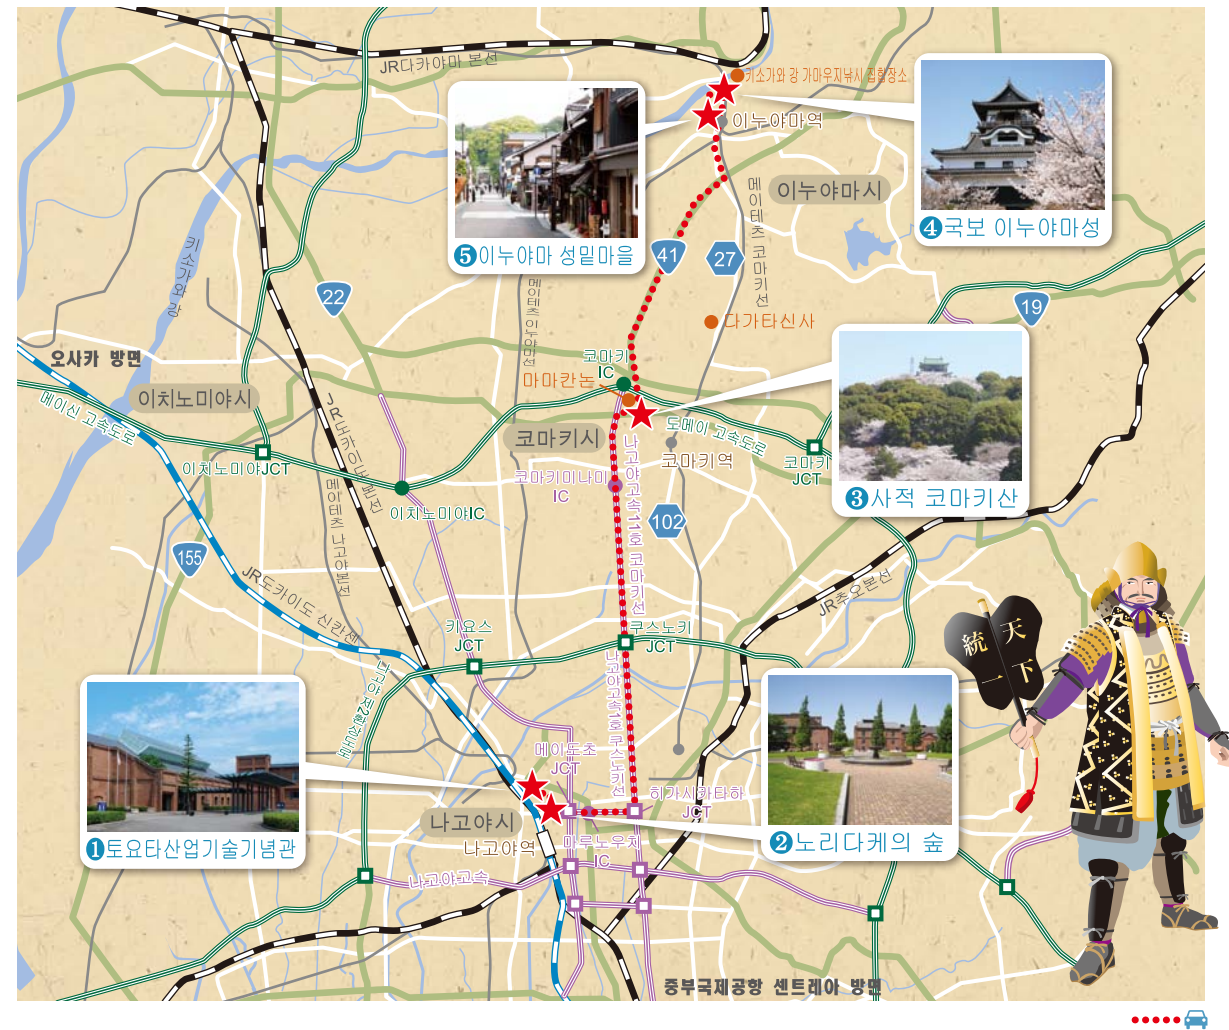 JR다카야마 본선
키소가와 강 가마우지낚시 집합장소
이누야마역
이누야마시
❺이누야마 성밑마을
❹국보 이누야마성
메이테츠 코마키선
41
27
22
19
키소가와 강
메이테츠 이누야마선
다가타신사
오사카 방면
코마키
IC
마마칸논
이치노미야시
메이신 고속도로
JR도카이도 본선
코마키시
도메이 고속도로
나고야고속11호 코마키선
코마키역
코마키
JCT
❸사적 코마키산
이치노미야JCT
코마키미나미
IC
이치노미야IC
메이테츠 나고야본선
102
155
JR도카이도 신칸센
JR추오본선
키요스
JCT
쿠스노키
JCT
天下
統一
나고야 제2환상도로
나고야고속1호 쿠스노키선
메이도초
JCT
히가시카타하
JCT
나고야시
나고야역
마루노우치
IC
❶토요타산업기술기념관
❷노리다케의 숲
나고야고속
중부국제공항 센트레아 방면